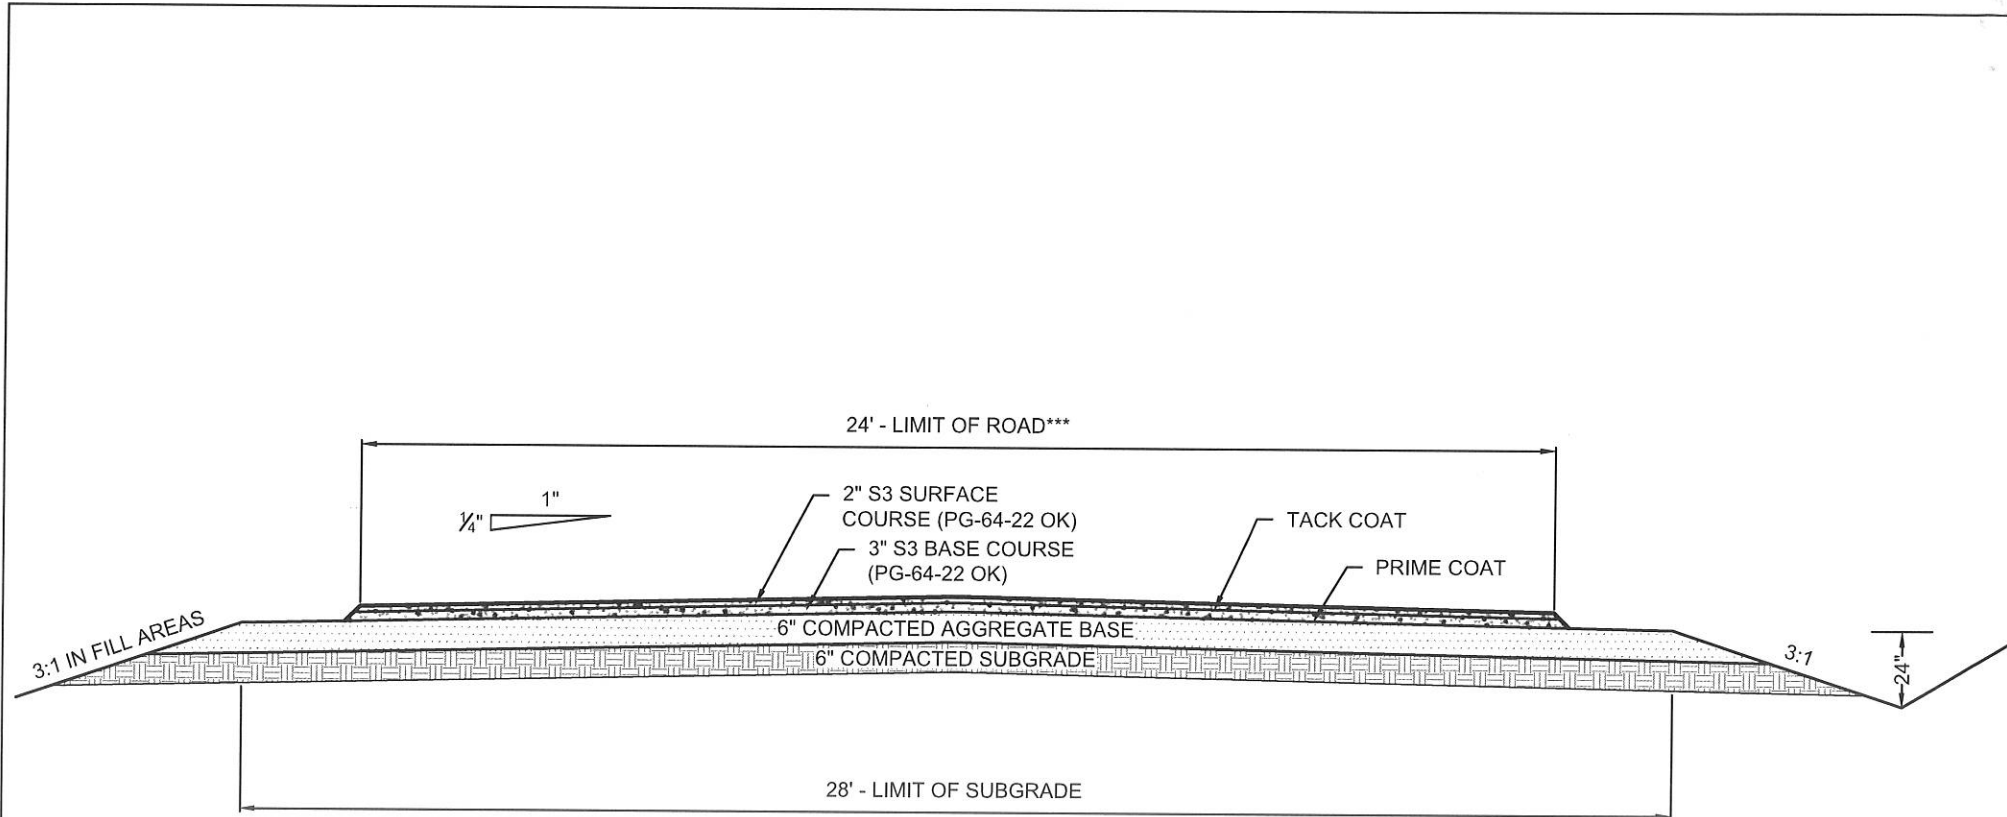 24' - LIMIT OF ROAD***
1"
¼"
2" S3 SURFACE
COURSE (PG-64-22 OK)
3" S3 BASE COURSE
(PG-64-22 OK)
TACK COAT
PRIME COAT
3:1 IN FILL AREAS
6" COMPACTED AGGREGATE BASE
6" COMPACTED SUBGRADE
3:1
24"
28' - LIMIT OF SUBGRADE